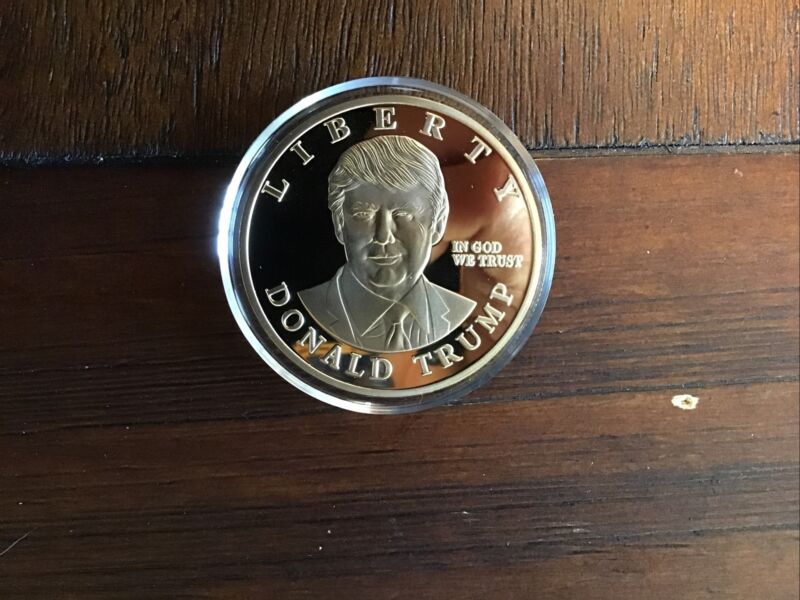 LIBERTY
IN GOD
WE TRUST
DONALD TRUMP